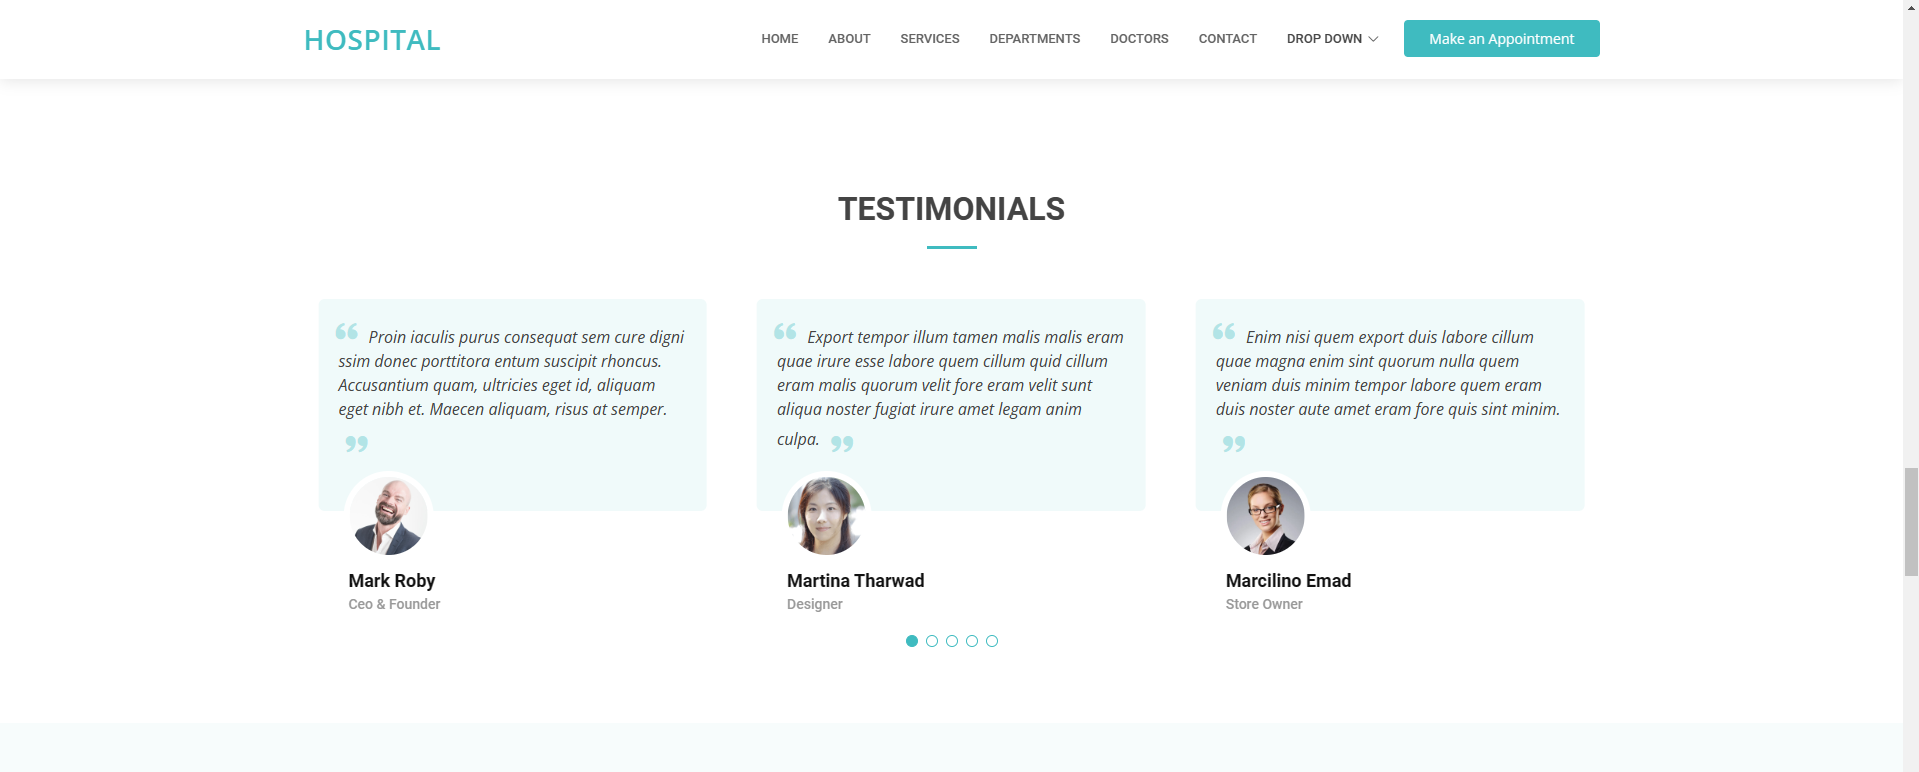 HOSPITAL
HOME ABOUT SERVICES DEPARTMENTS DOCTORS CONTACT DROP DOWN Make an Appointment
TESTIMONIALS
“ Proin iaculis purus consequat sem cure digni
ssim donec porttitora entum suscipit rhoncus.
Accusantium quam, ultricies eget id, aliquam
eget nibh et. Maecen aliquam, risus at semper.
”
Mark Roby
Ceo & Founder
“ Export tempor illum tamen malis malis eram
quae irure esse labore quem cillum quid cillum
eram malis quorum velit fore eram velit sunt
aliqua noster fugiat irure amet legam anim
culpa. ”
Martina Tharwad
Designer
“ Enim nisi quem export duis labore cillum
quae magna enim sint quorum nulla quem
veniam duis minim tempor labore quem eram
duis noster aute amet eram fore quis sint minim.
”
Marcilino Emad
Store Owner